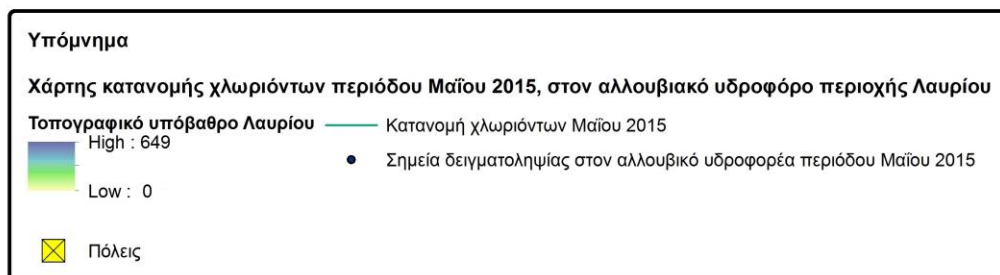 Υπόμνημα
Χάρτης κατανομής χλωριόντων περιόδου Μαΐου 2015, στον αλλουβιακό υδροφόρο περιοχής Λαυρίου
Τοπογραφικό υπόβαθρο Λαυρίου
High : 649
Low : 0
Πόλεις
Κατανομή χλωριόντων Μαΐου 2015
Σημεία δειγματοληψίας στον αλλουβικό υδροφορέα περιόδου Μαΐου 2015